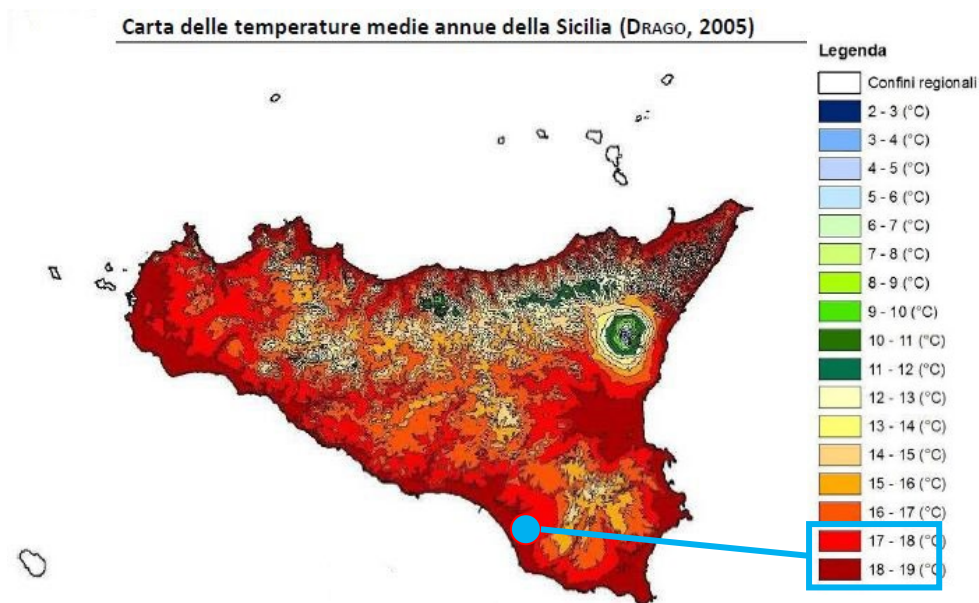 Carta delle temperature medie annue della Sicilia (DRAGO, 2005)
Legenda
Confini regionali
2 - 3 (°C)
3 - 4 (°C)
4 - 5 (°C)
5 - 6 (°C)
6 - 7 (°C)
7 - 8 (°C)
8 - 9 (°C)
9 - 10 (°C)
10 - 11 (°C)
11 - 12 (°C)
12 - 13 (°C)
13 - 14 (°C)
14 - 15 (°C)
15 - 16 (°C)
16 - 17 (°C)
17 - 18 (°C)
18 - 19 (°C)